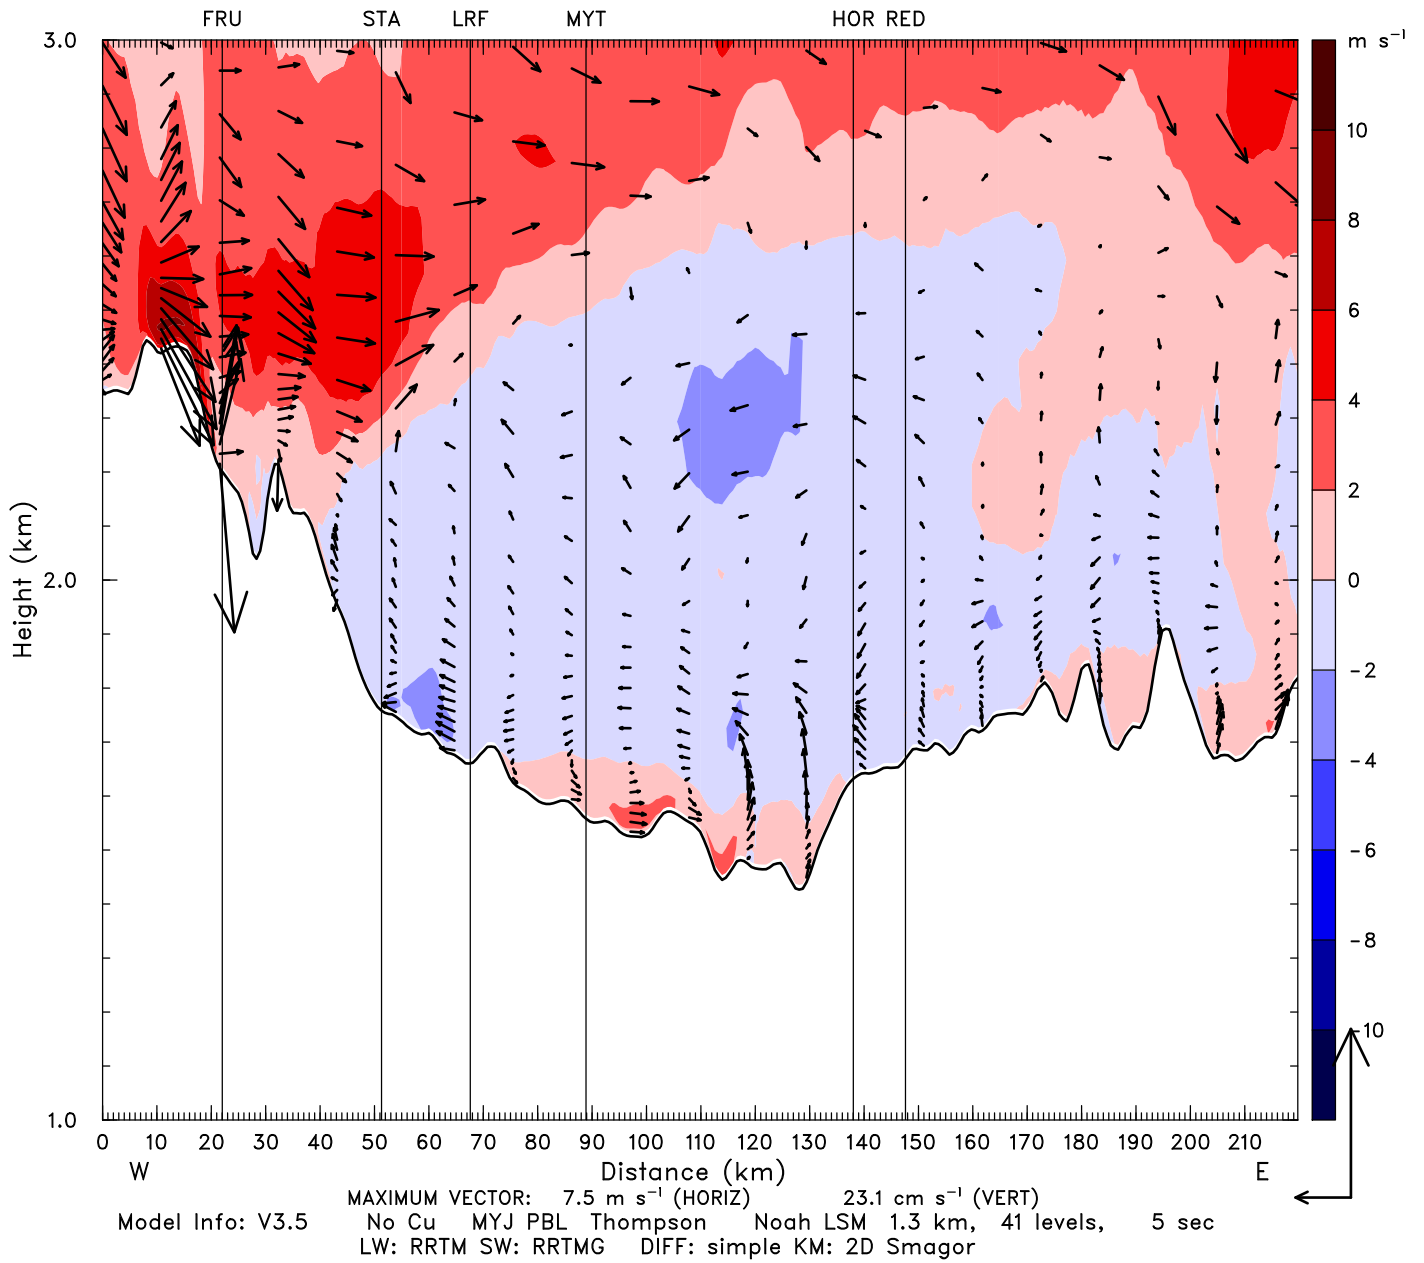 FRU STA LRF MYT HOR RED
3.0
2.0
1.0
Height (km)
m s⁻¹
10
8
6
4
2
0
-2
-4
-6
-8
-10
0 10 20 30 40 50 60 70 80 90 100 110 120 130 140 150 160 170 180 190 200 210
W Distance (km) E
MAXIMUM VECTOR: 7.5 m s⁻¹ (HORIZ) 23.1 cm s⁻¹ (VERT)
Model Info: V3.5 No Cu MYJ PBL Thompson Noah LSM 1.3 km, 41 levels, 5 sec
LW: RRTM SW: RRTMG DIFF: simple KM: 2D Smagor